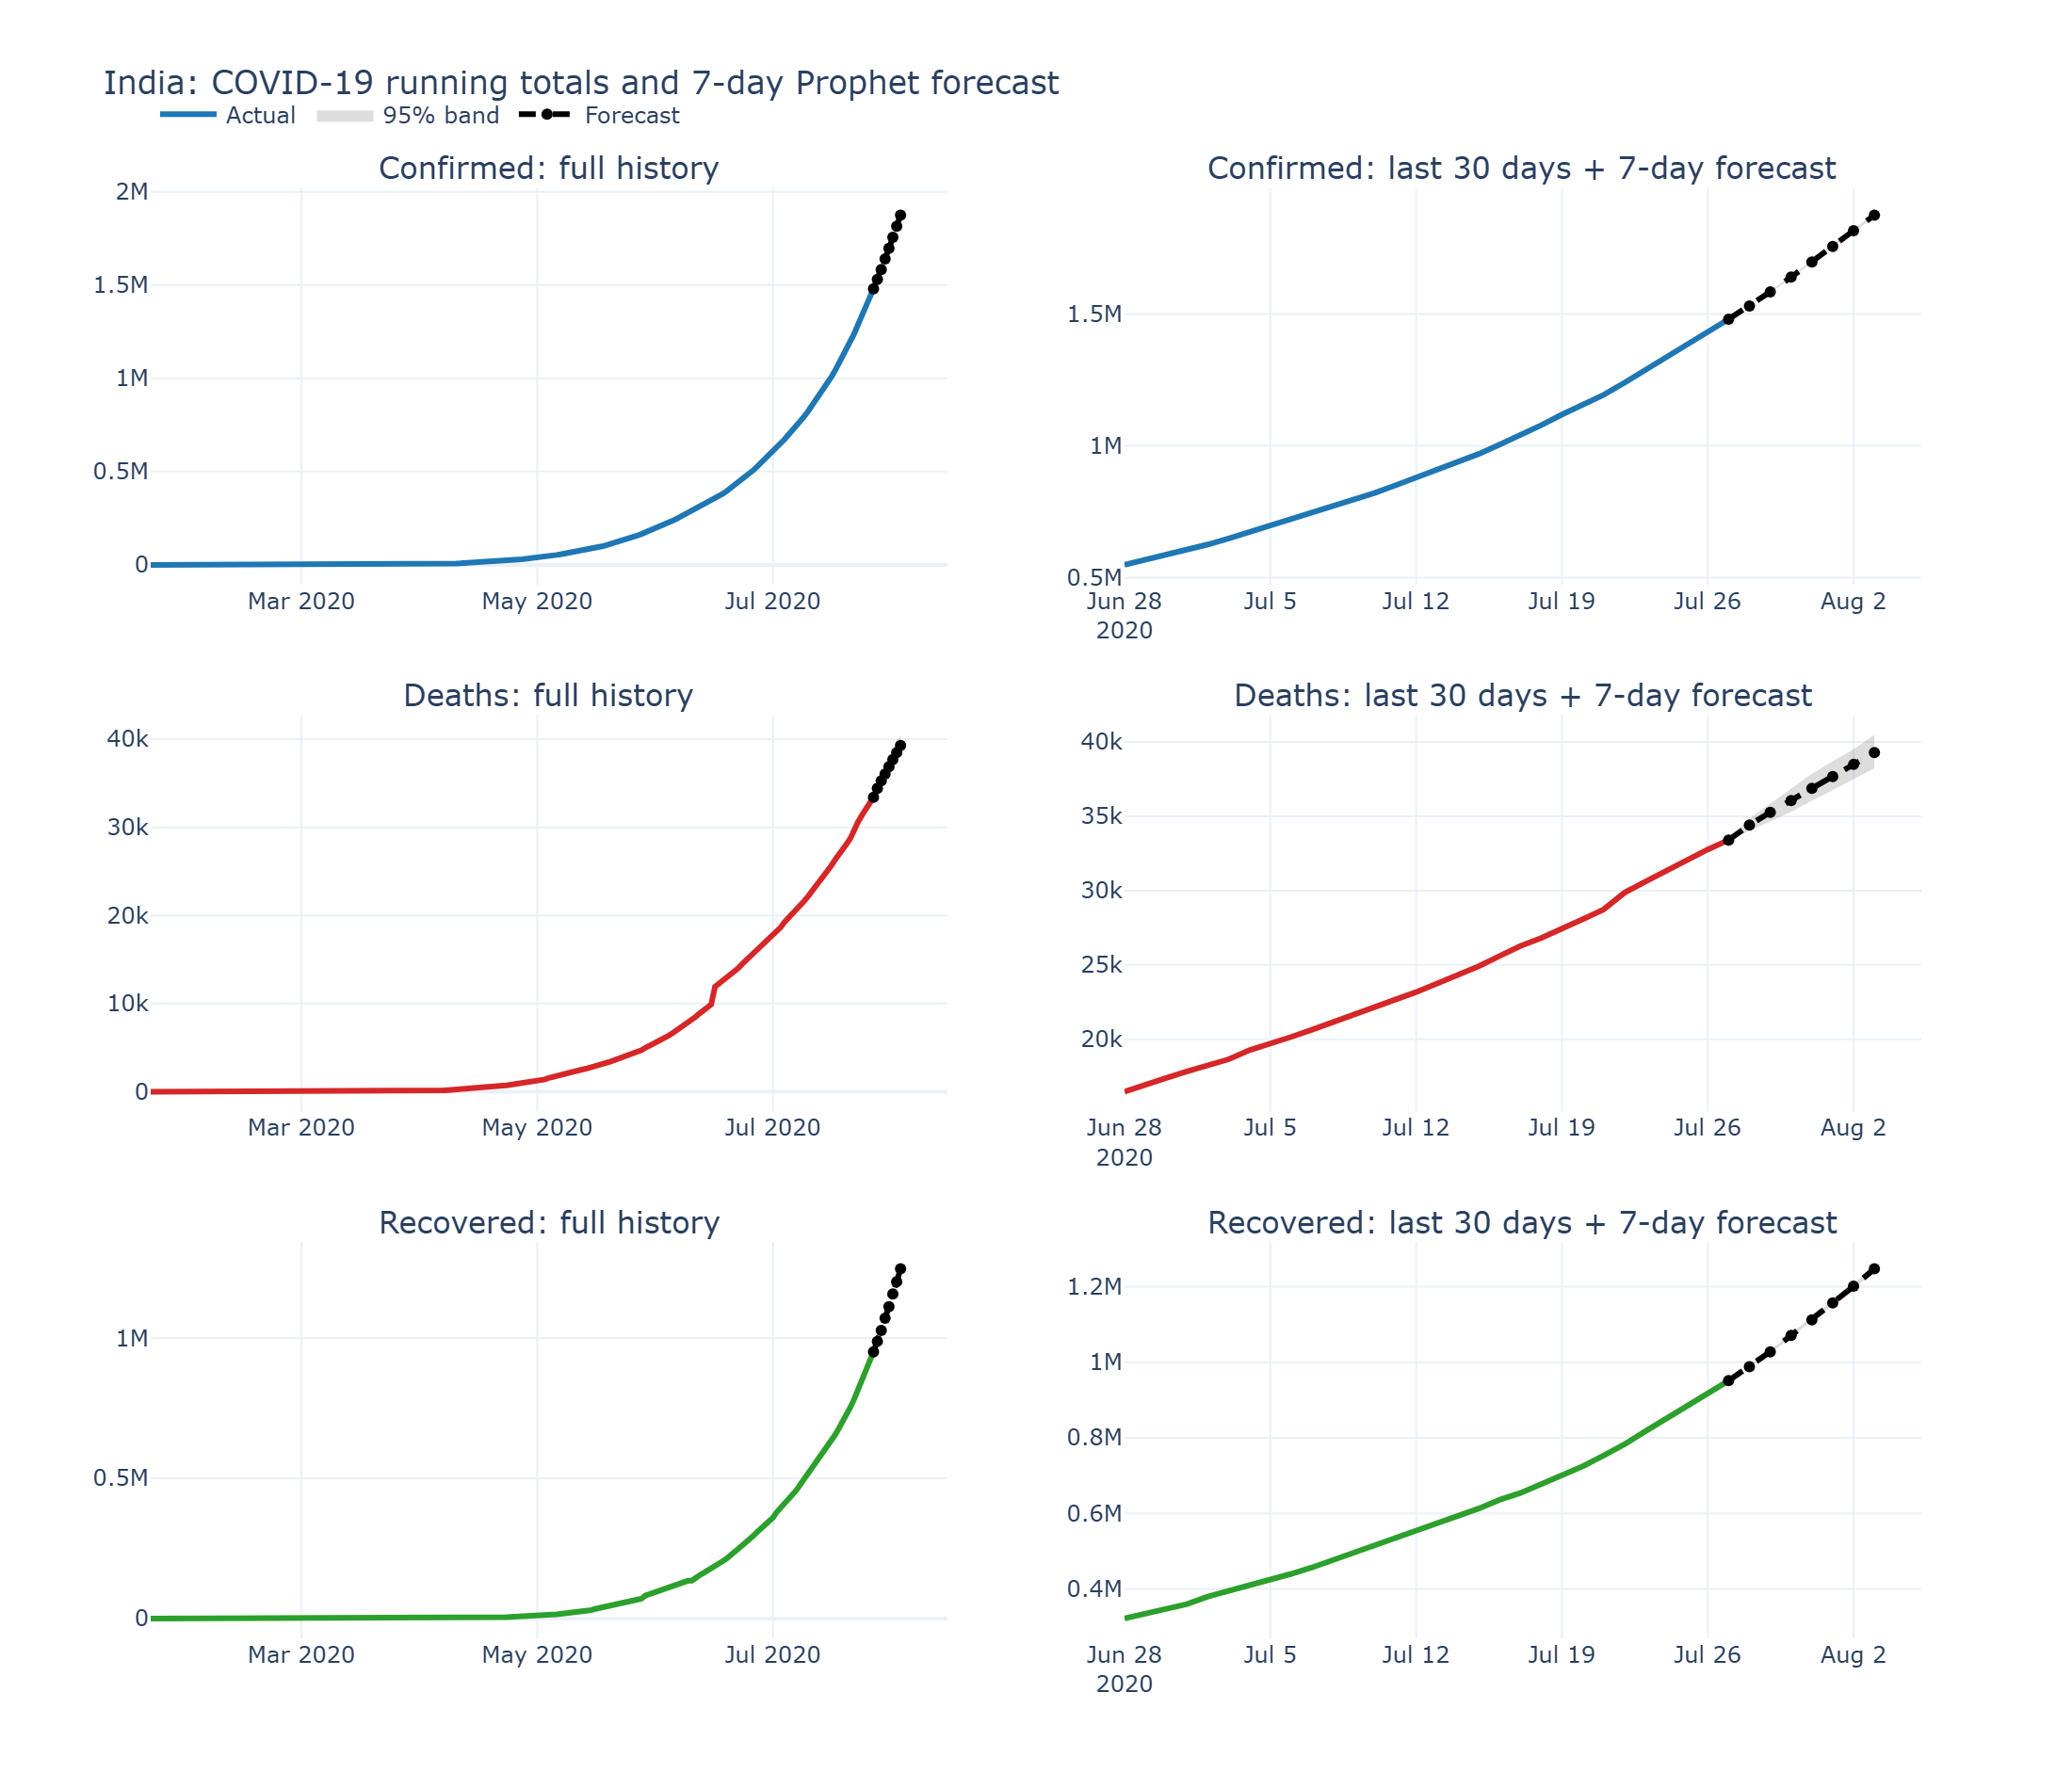 India: COVID-19 running totals and 7-day Prophet forecast
Actual 95% band Forecast
Confirmed: full history
2M
1.5M
1M
0.5M
0
Mar 2020 May 2020 Jul 2020
Confirmed: last 30 days + 7-day forecast
1.5M
1M
0.5M
Jun 28 Jul 5 Jul 12 Jul 19 Jul 26 Aug 2
2020
Deaths: full history
40k
30k
20k
10k
0
Mar 2020 May 2020 Jul 2020
Deaths: last 30 days + 7-day forecast
40k
35k
30k
25k
20k
Jun 28 Jul 5 Jul 12 Jul 19 Jul 26 Aug 2
2020
Recovered: full history
1M
0.5M
0
Mar 2020 May 2020 Jul 2020
Recovered: last 30 days + 7-day forecast
1.2M
1M
0.8M
0.6M
0.4M
Jun 28 Jul 5 Jul 12 Jul 19 Jul 26 Aug 2
2020